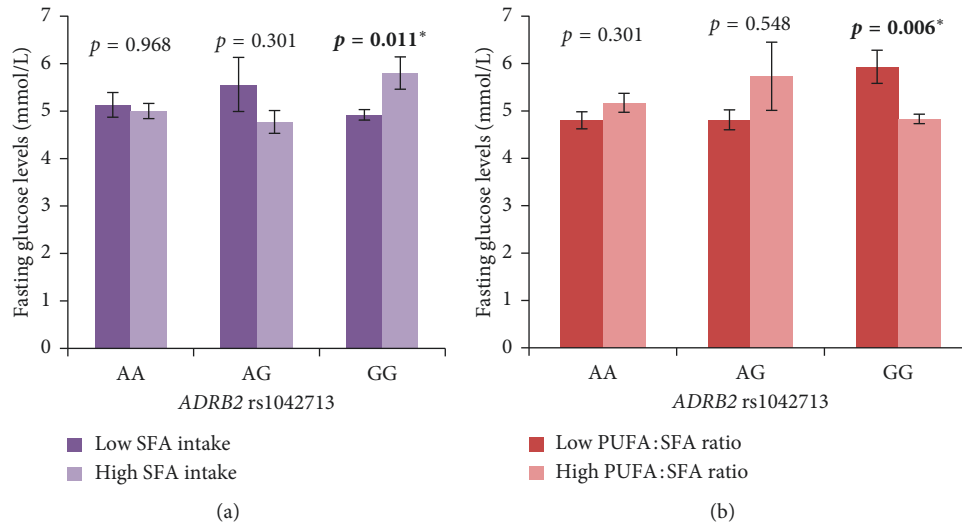 Fasting glucose levels (mmol/L)
7
6
5
4
3
2
1
0
p = 0.968
p = 0.301
p = 0.011*
AA
AG
GG
ADRB2 rs1042713
Low SFA intake
High SFA intake
(a)
Fasting glucose levels (mmol/L)
7
6
5
4
3
2
1
0
p = 0.301
p = 0.548
p = 0.006*
AA
AG
GG
ADRB2 rs1042713
Low PUFA:SFA ratio
High PUFA:SFA ratio
(b)